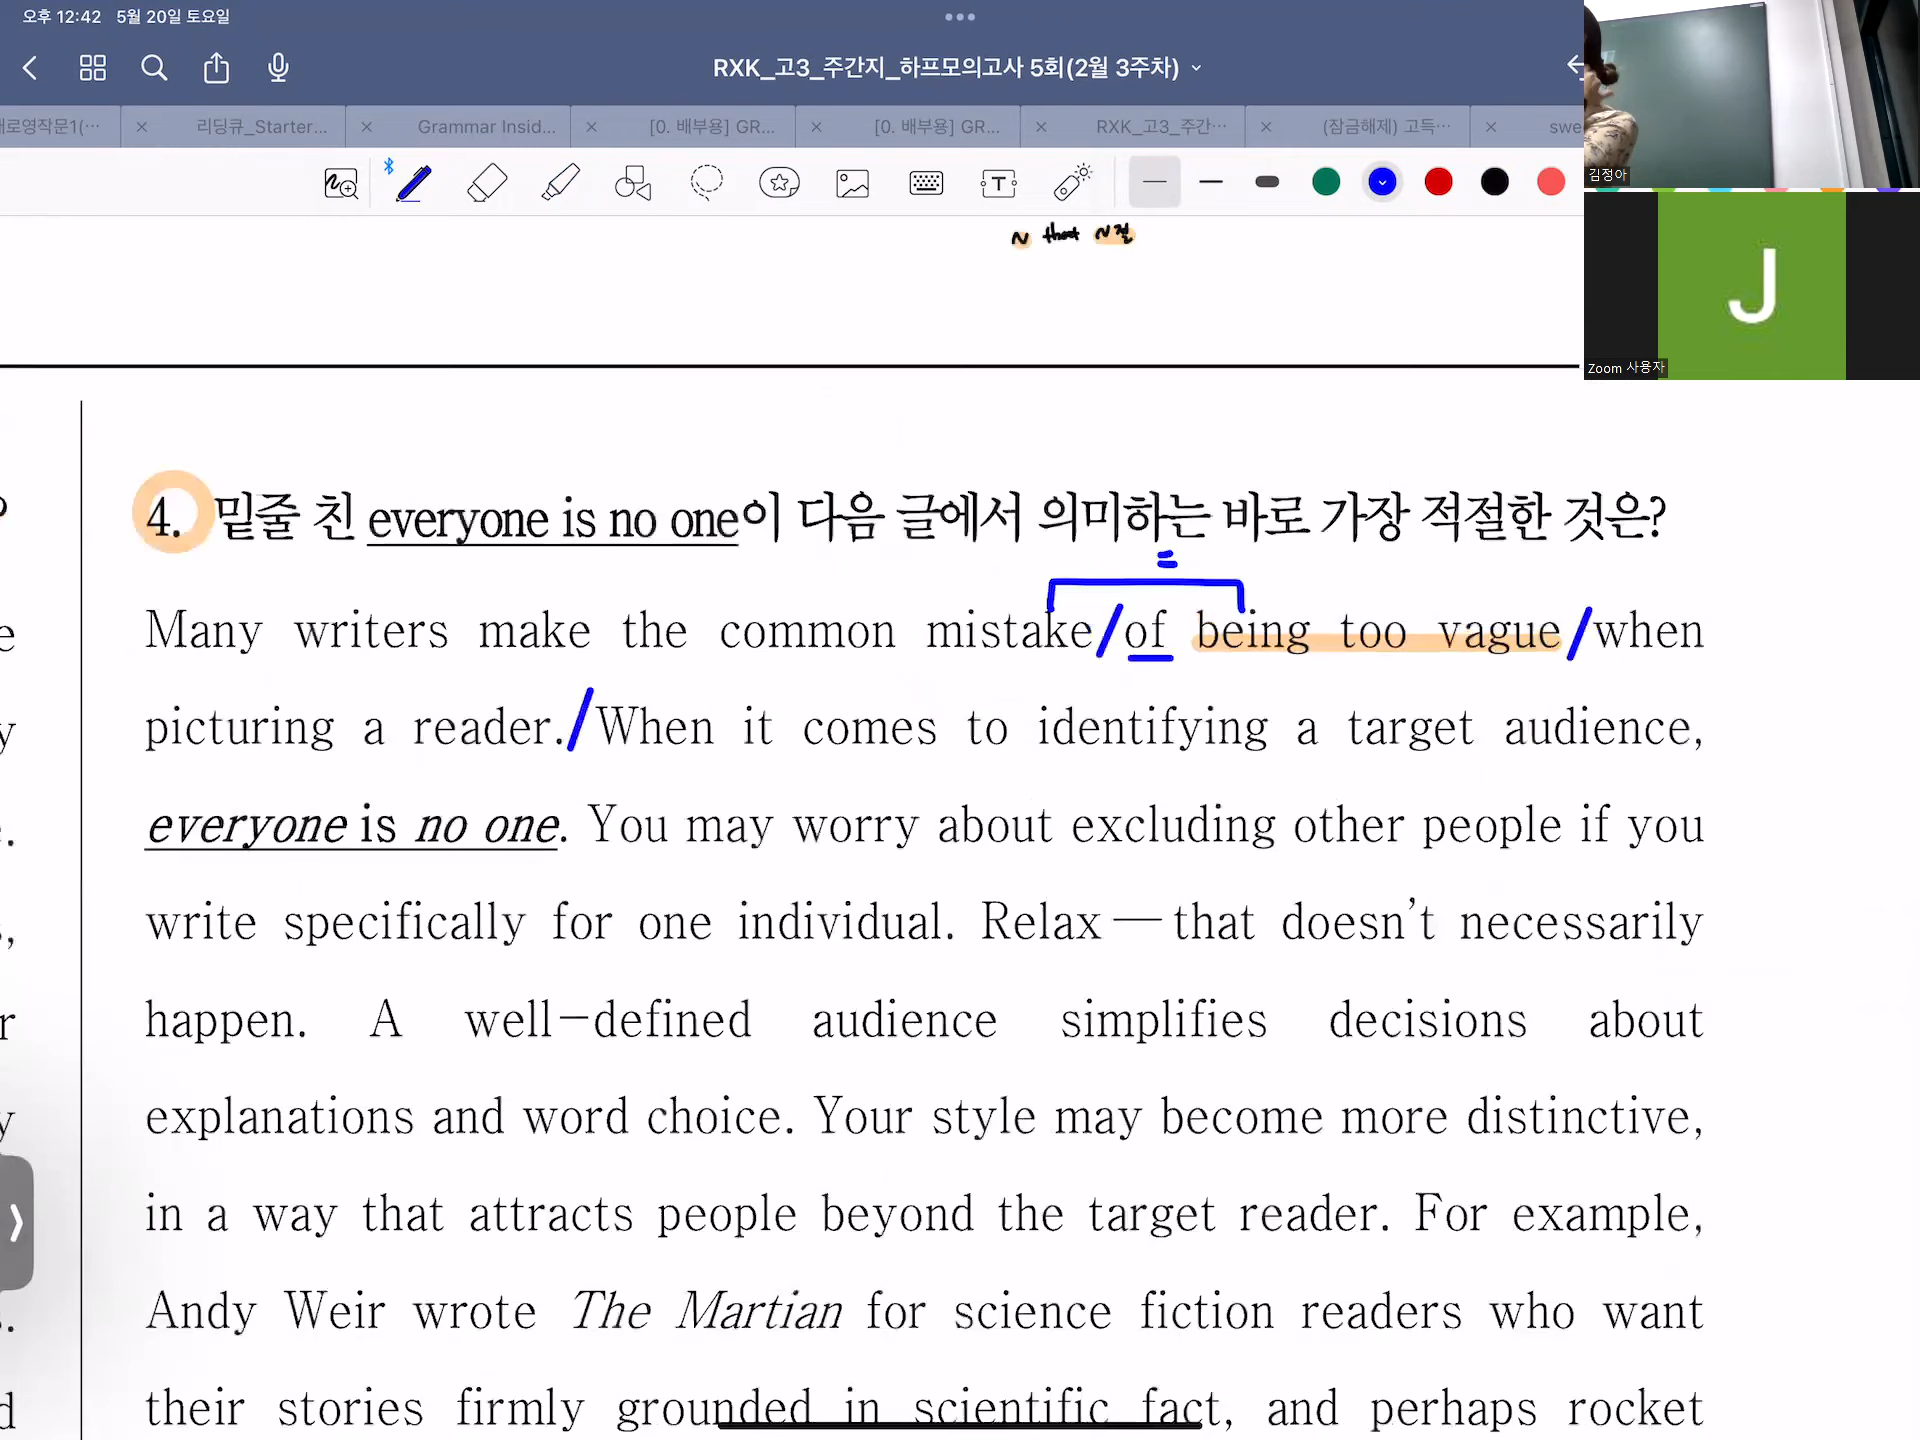 오후 12:42 5월 20일 토요일
RXK_고3_주간지_하프모의고사 5회(2월 3주차)
리딩큐_Starter...
Grammar Insid...
[0. 배부용] GR...
[0. 배부용] GR...
RXK_고3_주간...
(잠금해제) 고득...
swe
김정아
J
Zoom 사용자
N that N절
4. 밑줄 친 everyone is no one이 다음 글에서 의미하는 바로 가장 적절한 것은?
Many writers make the common mistake/of being too vague/when
picturing a reader./When it comes to identifying a target audience,
everyone is no one. You may worry about excluding other people if you
write specifically for one individual. Relax—that doesn't necessarily
happen. A well-defined audience simplifies decisions about
explanations and word choice. Your style may become more distinctive,
in a way that attracts people beyond the target reader. For example,
Andy Weir wrote The Martian for science fiction readers who want
their stories firmly grounded in scientific fact, and perhaps rocket